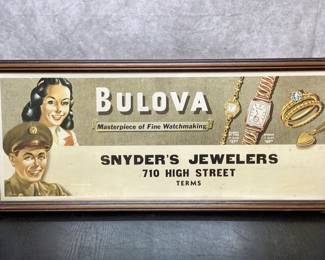 BULOVA
Masterpiece of Fine Watchmaking
SNYDER'S JEWELERS
710 HIGH STREET
TERMS